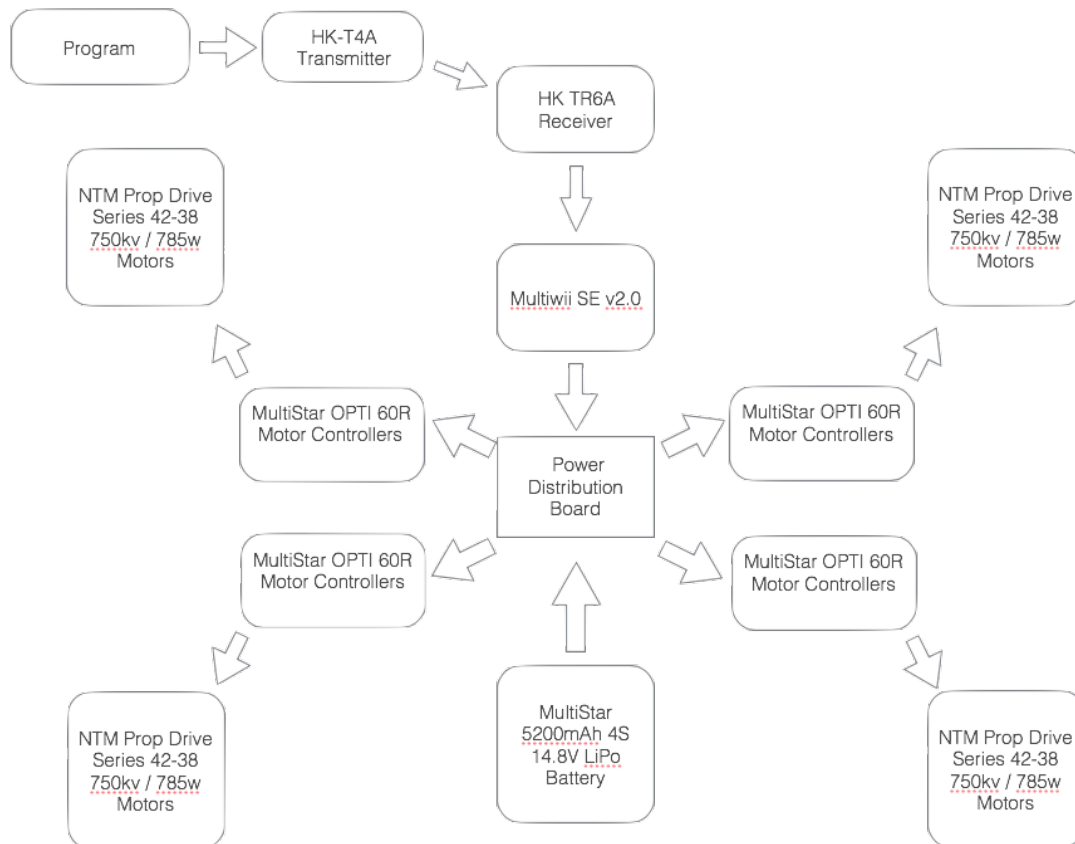 Program
HK-T4A
Transmitter
HK TR6A
Receiver
NTM Prop Drive
Series 42-38
750kv / 785w
Motors
NTM Prop Drive
Series 42-38
750kv / 785w
Motors
Multiwii SE v2.0
MultiStar OPTI 60R
Motor Controllers
MultiStar OPTI 60R
Motor Controllers
Power
Distribution
Board
MultiStar OPTI 60R
Motor Controllers
MultiStar OPTI 60R
Motor Controllers
NTM Prop Drive
Series 42-38
750kv / 785w
Motors
MultiStar
5200mAh 4S
14.8V LiPo
Battery
NTM Prop Drive
Series 42-38
750kv / 785w
Motors